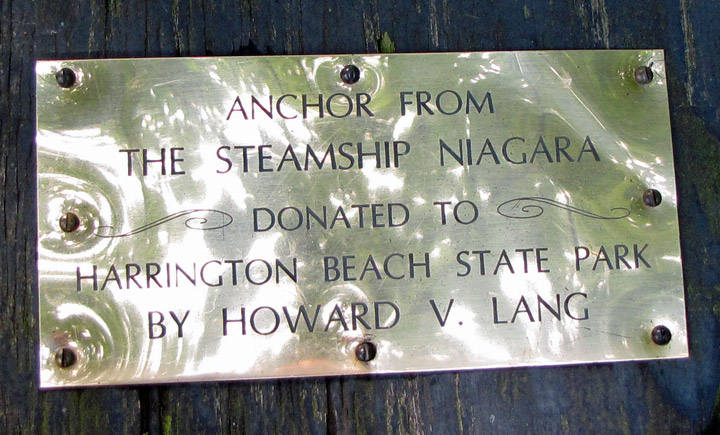 ANCHOR FROM
THE STEAMSHIP NIAGARA
DONATED TO
HARRINGTON BEACH STATE PARK
BY HOWARD V. LANG